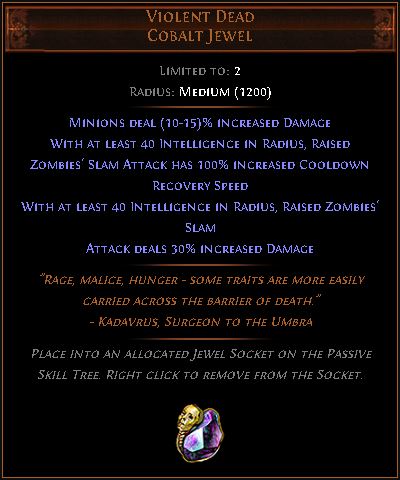 Violent Dead
Cobalt Jewel
Limited to: 2
Radius: Medium (1200)
Minions deal (10-15)% increased Damage
With at least 40 Intelligence in Radius, Raised
Zombies' Slam Attack has 100% increased Cooldown
Recovery Speed
With at least 40 Intelligence in Radius, Raised Zombies'
Slam
Attack deals 30% increased Damage
"Rage, malice, hunger - some traits are more easily
carried across the barrier of death."
- Kadavrus, Surgeon to the Umbra
Place into an allocated Jewel Socket on the Passive
Skill Tree. Right click to remove from the Socket.